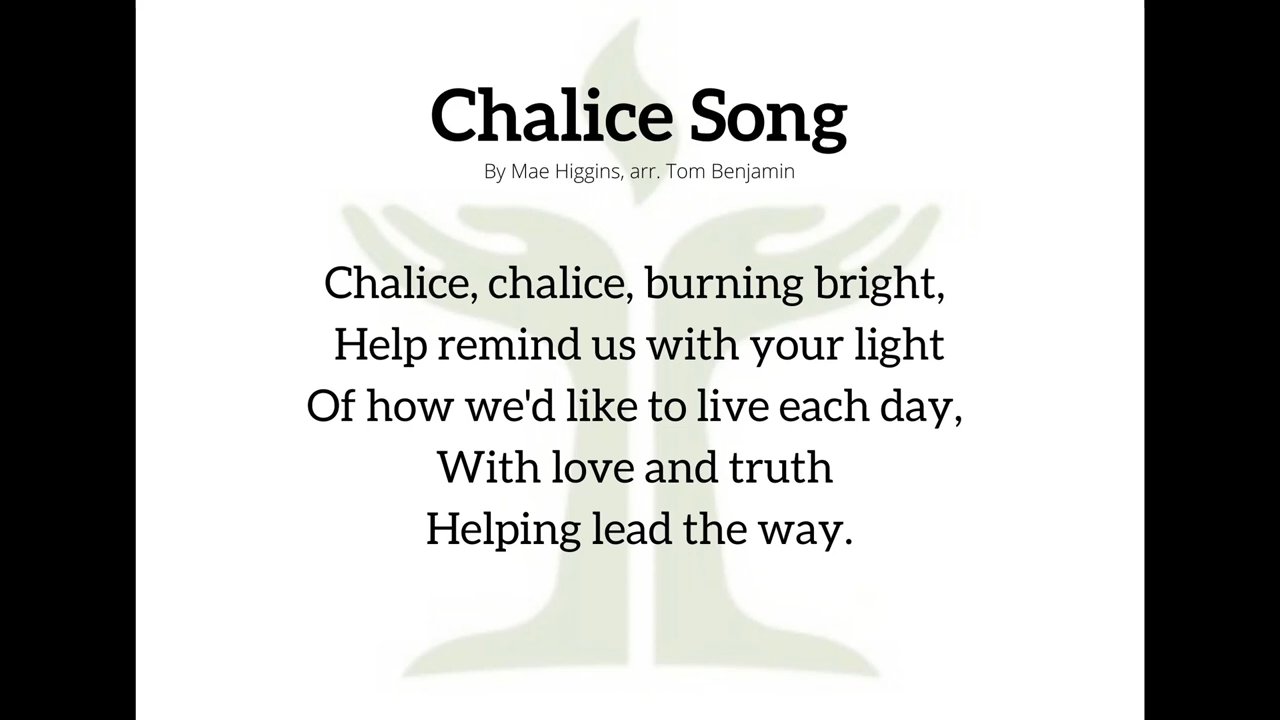 Chalice Song
By Mae Higgins, arr. Tom Benjamin
Chalice, chalice, burning bright,
Help remind us with your light
Of how we'd like to live each day,
With love and truth
Helping lead the way.